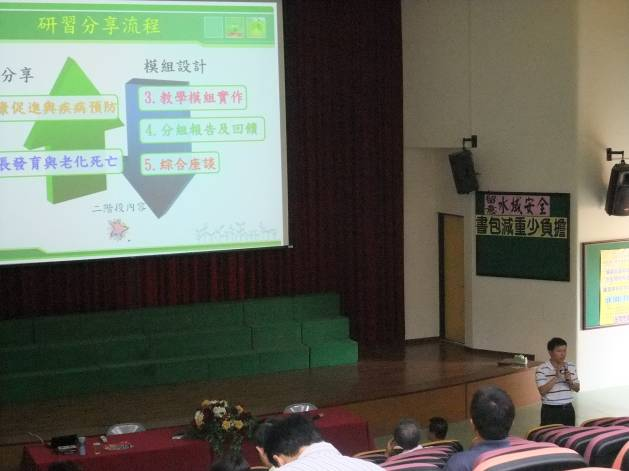 研習分享流程
分享
模組設計
康促進與疾病預防
長發育與老化死亡
3.教學模組實作
4.分組報告及回饋
5.綜合座談
二階段內容
留意
水域安全
書包減重少負擔